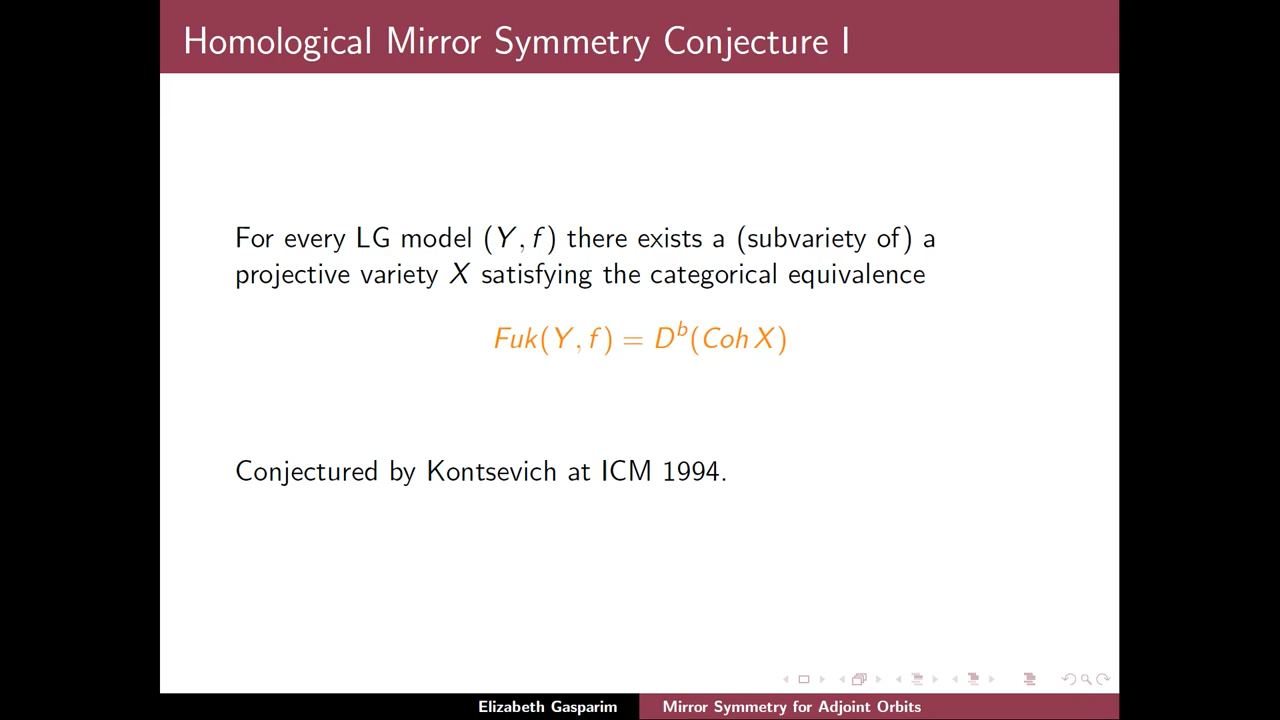 Homological Mirror Symmetry Conjecture I
For every LG model (Y, f) there exists a (subvariety of) a
projective variety X satisfying the categorical equivalence
Fuk(Y, f) = D^b(Coh X)
Conjectured by Kontsevich at ICM 1994.
Elizabeth Gasparim Mirror Symmetry for Adjoint Orbits